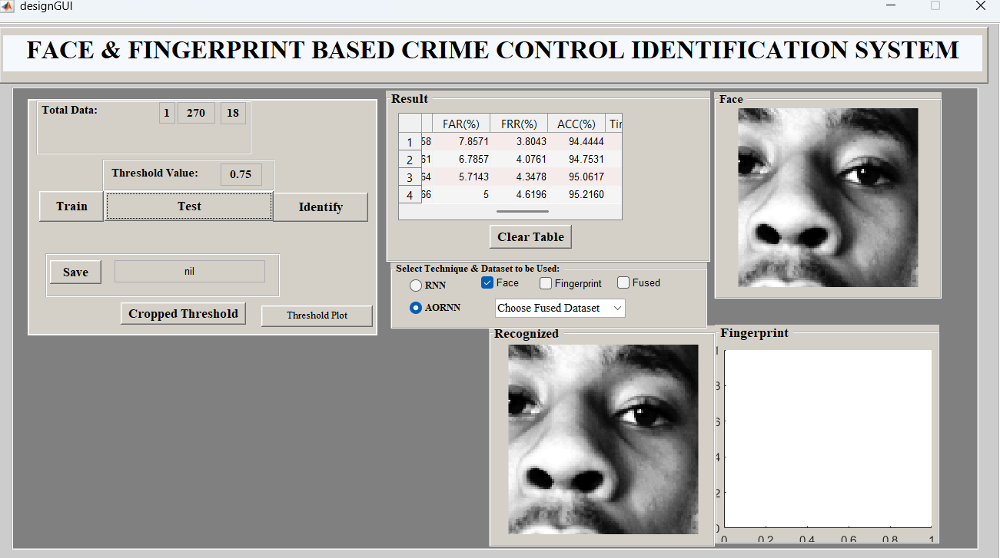 designGUI
FACE & FINGERPRINT BASED CRIME CONTROL IDENTIFICATION SYSTEM
Total Data: 1 270 18
Threshold Value: 0.75
Train Test Identify
Save nil
Cropped Threshold Threshold Plot
Result
FAR(%) FRR(%) ACC(%)
1 58 7.8571 3.8043 94.4444
2 61 6.7857 4.0761 94.7531
3 64 5.7143 4.3478 95.0617
4 66 5 4.6196 95.2160
Clear Table
Select Technique & Dataset to be Used:
RNN Face Fingerprint Fused
AORNN Choose Fused Dataset
Face
Recognized
Fingerprint
1
8
6
4
2
0
0 0.2 0.4 0.6 0.8 1